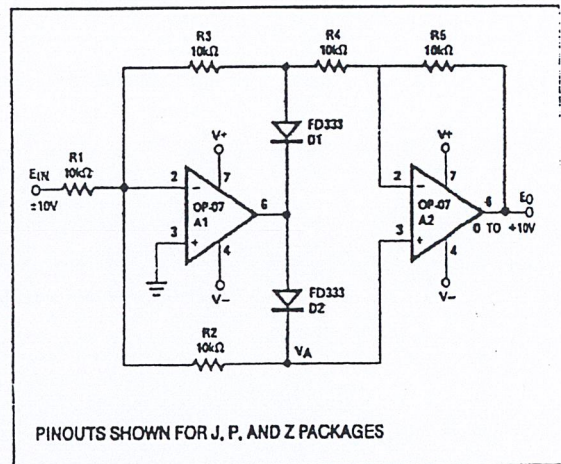 R3
10kΩ
R4
10kΩ
R5
10kΩ
FD333
D1
V+
V+
EIN
R1
10kΩ
±10V
2
−
7
OP-07
A1
6
3
+
4
V−
2
−
7
OP-07
A2
6
EO
0 TO +10V
3
+
4
V−
FD333
D2
R2
10kΩ
VA
PINOUTS SHOWN FOR J, P, AND Z PACKAGES